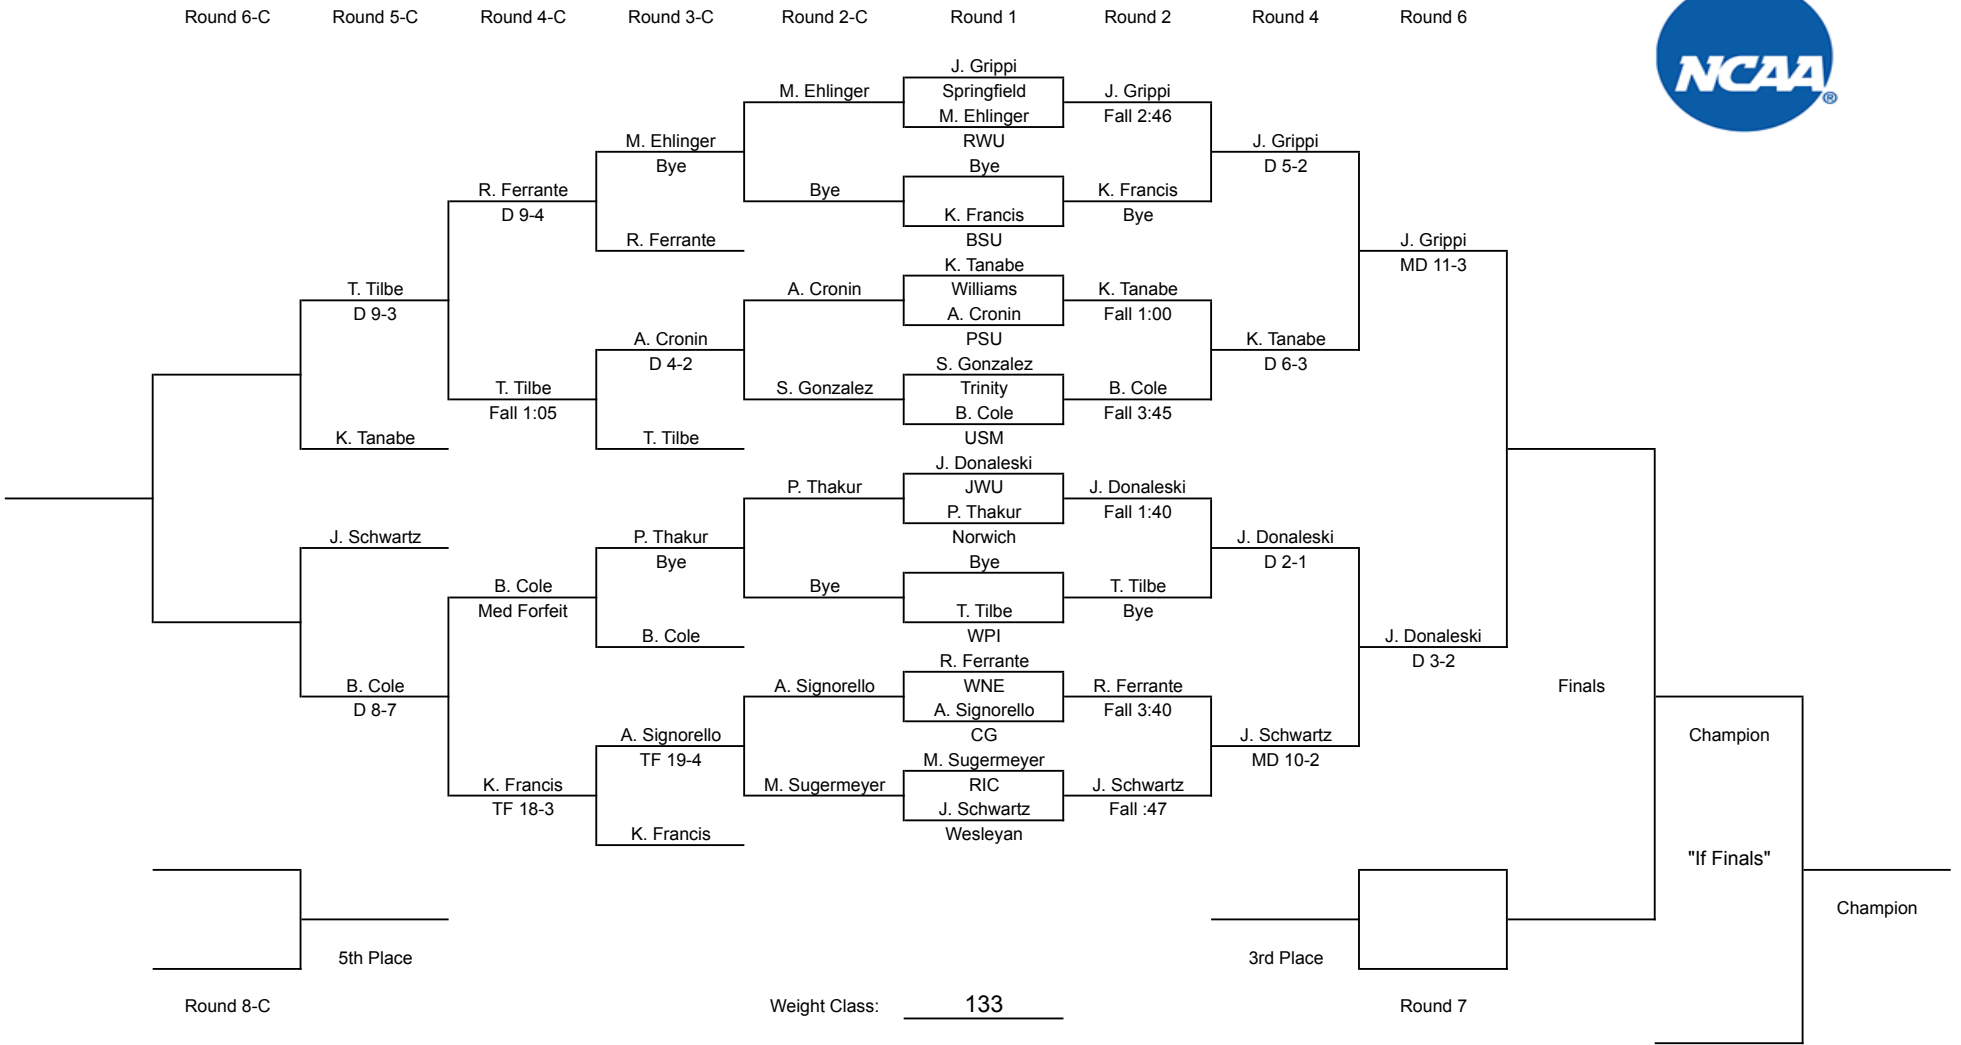 Round 6-C Round 5-C Round 4-C Round 3-C Round 2-C Round 1 Round 2 Round 4 Round 6
NCAA®
J. Grippi
M. Ehlinger Springfield J. Grippi
M. Ehlinger Fall 2:46
M. Ehlinger RWU J. Grippi
Bye Bye D 5-2
R. Ferrante Bye K. Francis
D 9-4 K. Francis Bye
R. Ferrante BSU J. Grippi
K. Tanabe MD 11-3
T. Tilbe A. Cronin Williams K. Tanabe
D 9-3 A. Cronin Fall 1:00
A. Cronin PSU K. Tanabe
D 4-2 S. Gonzalez D 6-3
T. Tilbe S. Gonzalez Trinity B. Cole
Fall 1:05 B. Cole Fall 3:45
K. Tanabe T. Tilbe USM
J. Donaleski
P. Thakur JWU J. Donaleski
P. Thakur Fall 1:40
J. Schwartz P. Thakur Norwich J. Donaleski
Bye Bye D 2-1
B. Cole Bye T. Tilbe
Med Forfeit T. Tilbe Bye
B. Cole WPI J. Donaleski
R. Ferrante D 3-2
B. Cole A. Signorello WNE R. Ferrante Finals
D 8-7 A. Signorello Fall 3:40
A. Signorello CG J. Schwartz Champion
TF 19-4 M. Sugermeyer MD 10-2
K. Francis M. Sugermeyer RIC J. Schwartz
TF 18-3 J. Schwartz Fall :47
K. Francis Wesleyan
"If Finals"
Champion
5th Place 3rd Place
Round 8-C Weight Class: 133 Round 7